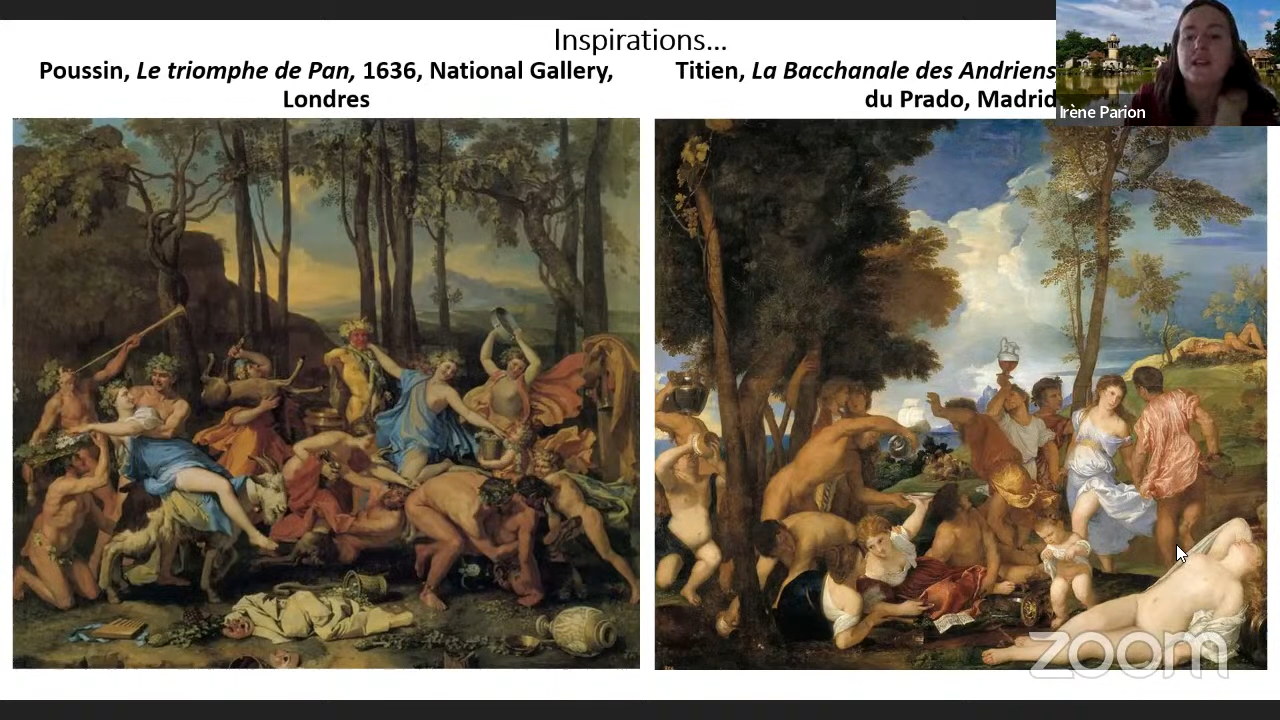 Inspirations...
Poussin, Le triomphe de Pan, 1636, National Gallery,
Londres
Titien, La Bacchanale des Andriens
du Prado, Madrid
Irène Parion
zoom